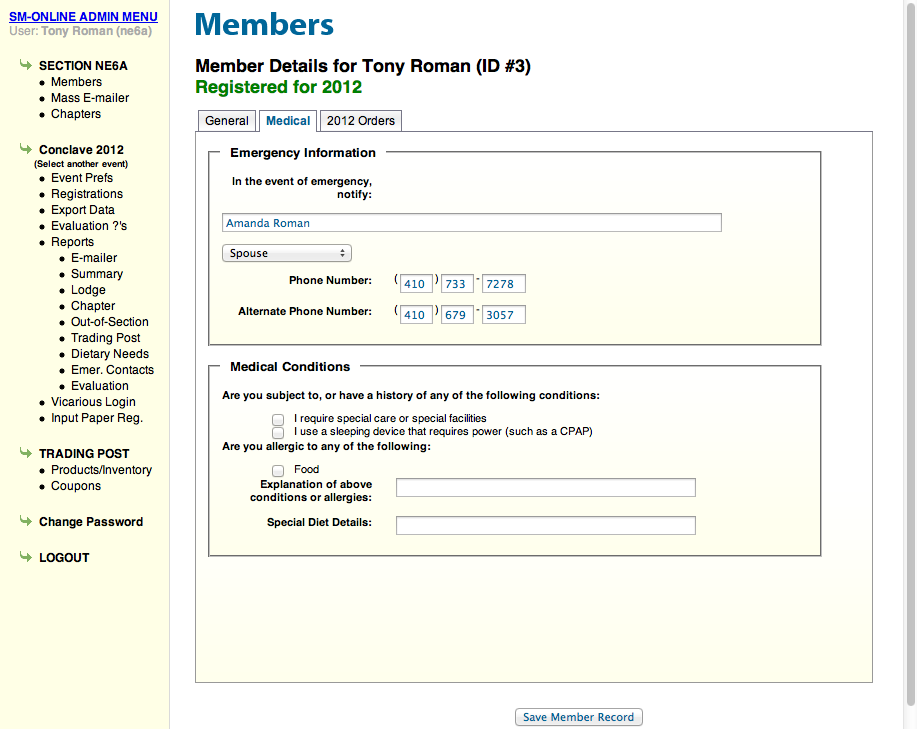 SM-ONLINE ADMIN MENU
User: Tony Roman (ne6a)
SECTION NE6A
Members
Mass E-mailer
Chapters
Conclave 2012
(Select another event)
Event Prefs
Registrations
Export Data
Evaluation ?'s
Reports
E-mailer
Summary
Lodge
Chapter
Out-of-Section
Trading Post
Dietary Needs
Emer. Contacts
Evaluation
Vicarious Login
Input Paper Reg.
TRADING POST
Products/Inventory
Coupons
Change Password
LOGOUT
Members
Member Details for Tony Roman (ID #3)
Registered for 2012
General Medical 2012 Orders
Emergency Information
In the event of emergency,
notify:
Amanda Roman
Spouse
Phone Number: (410) 733 - 7278
Alternate Phone Number: (410) 679 - 3057
Medical Conditions
Are you subject to, or have a history of any of the following conditions:
I require special care or special facilities
I use a sleeping device that requires power (such as a CPAP)
Are you allergic to any of the following:
Food
Explanation of above
conditions or allergies:
Special Diet Details:
Save Member Record